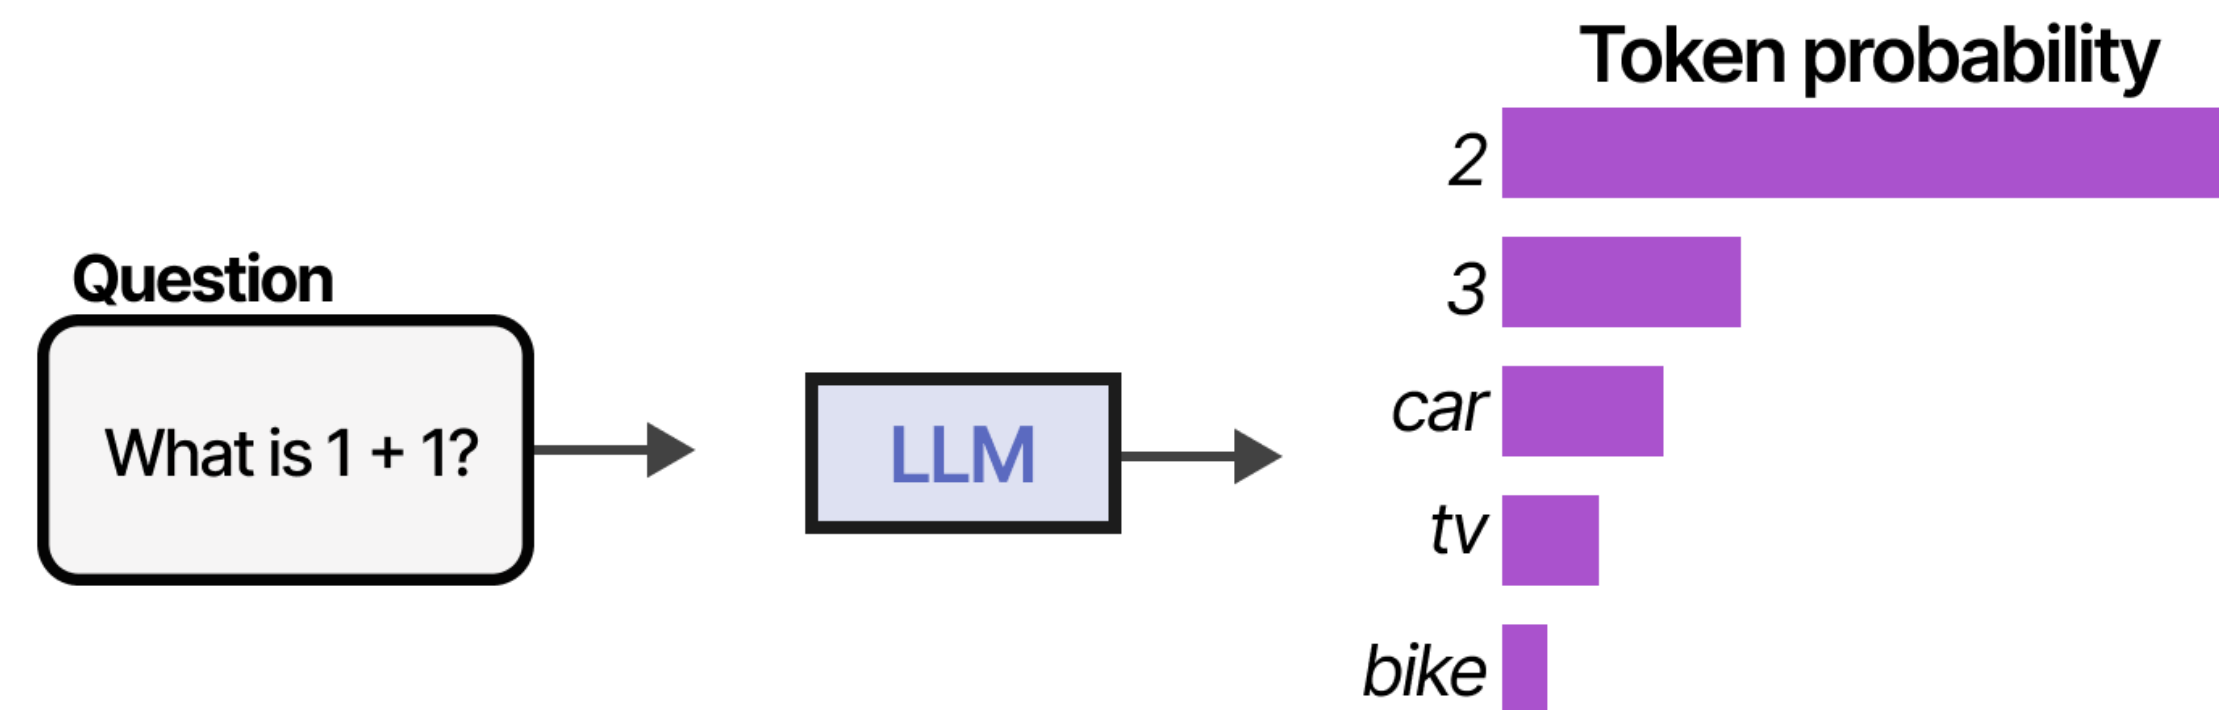 Question
What is 1 + 1?
LLM
Token probability
2
3
car
tv
bike